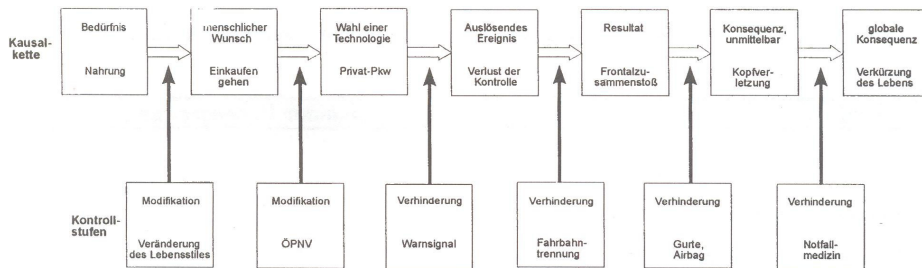 Kausal-
kette
Bedürfnis
Nahrung
menschlicher
Wunsch
Einkaufen
gehen
Wahl einer
Technologie
Privat-Pkw
Auslösendes
Ereignis
Verlust der
Kontrolle
Resultat
Frontalzu-
sammenstoß
Konsequenz,
unmittelbar
Kopfver-
letzung
globale
Konsequenz
Verkürzung
des Lebens
Kontroll-
stufen
Modifikation
Veränderung
des Lebensstiles
Modifikation
ÖPNV
Verhinderung
Warnsignal
Verhinderung
Fahrbahn-
trennung
Verhinderung
Gurte,
Airbag
Verhinderung
Notfall-
medizin